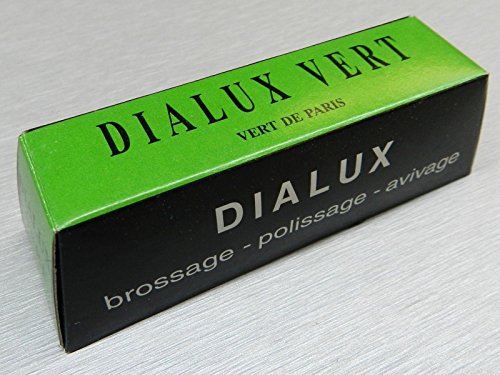 DIALUX VERT
VERT DE PARIS
DIALUX
brossage - polissage - avivage